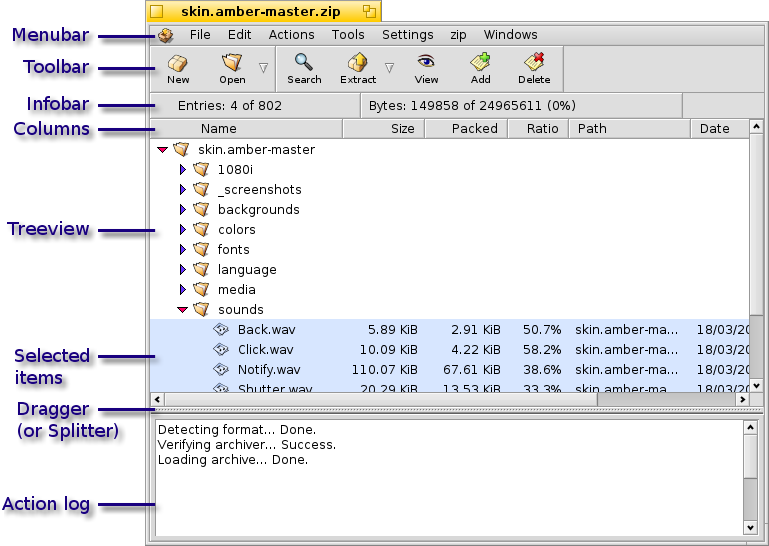 skin.amber-master.zip
Menubar
File Edit Actions Tools Settings zip Windows
Toolbar
New Open Search Extract View Add Delete
Infobar
Entries: 4 of 802 Bytes: 149858 of 24965611 (0%)
Columns
Name Size Packed Ratio Path Date
skin.amber-master
1080i
_screenshots
backgrounds
Treeview
colors
fonts
language
media
sounds
Back.wav 5.89 KiB 2.91 KiB 50.7% skin.amber-ma... 18/03/20
Selected
items
Click.wav 10.09 KiB 4.22 KiB 58.2% skin.amber-ma... 18/03/20
Notify.wav 110.07 KiB 67.61 KiB 38.6% skin.amber-ma... 18/03/20
Shutter.wav 20.29 KiB 13.53 KiB 33.3% skin.amber-ma... 18/03/20
Dragger
(or Splitter)
Detecting format... Done.
Verifying archiver... Success.
Loading archive... Done.
Action log